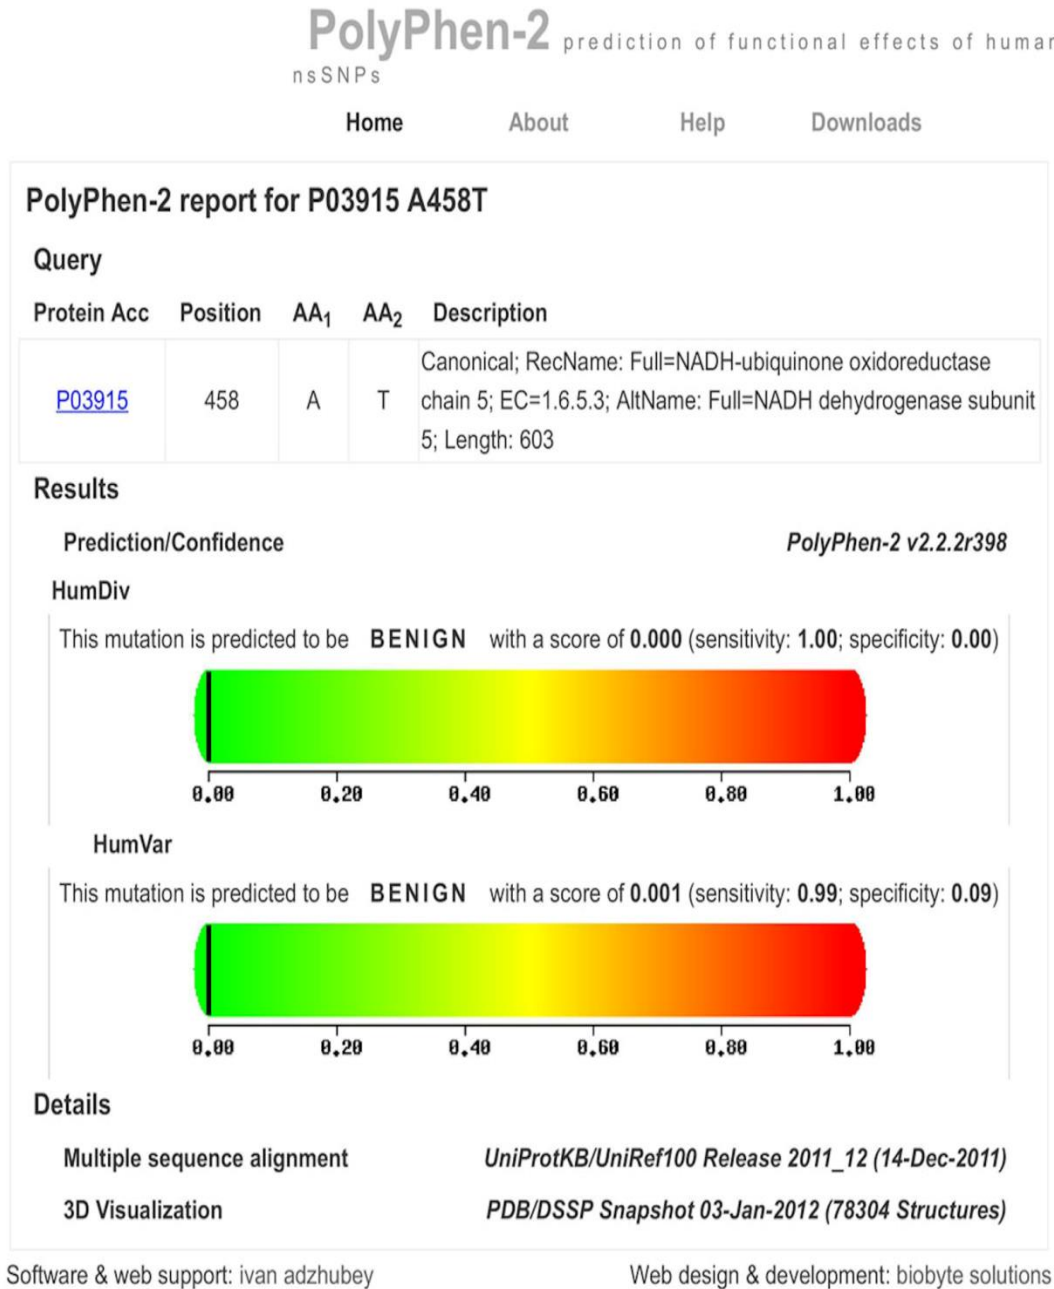 PolyPhen-2 prediction of functional effects of human
nsSNPs
Home About Help Downloads
PolyPhen-2 report for P03915 A458T
Query
Protein Acc Position AA1 AA2 Description
P03915 458 A T Canonical; RecName: Full=NADH-ubiquinone oxidoreductase
chain 5; EC=1.6.5.3; AltName: Full=NADH dehydrogenase subunit
5; Length: 603
Results
Prediction/Confidence PolyPhen-2 v2.2.2r398
HumDiv
This mutation is predicted to be BENIGN with a score of 0.000 (sensitivity: 1.00; specificity: 0.00)
0.00 0.20 0.40 0.60 0.80 1.00
HumVar
This mutation is predicted to be BENIGN with a score of 0.001 (sensitivity: 0.99; specificity: 0.09)
0.00 0.20 0.40 0.60 0.80 1.00
Details
Multiple sequence alignment UniProtKB/UniRef100 Release 2011_12 (14-Dec-2011)
3D Visualization PDB/DSSP Snapshot 03-Jan-2012 (78304 Structures)
Software & web support: ivan adzhubey Web design & development: biobyte solutions